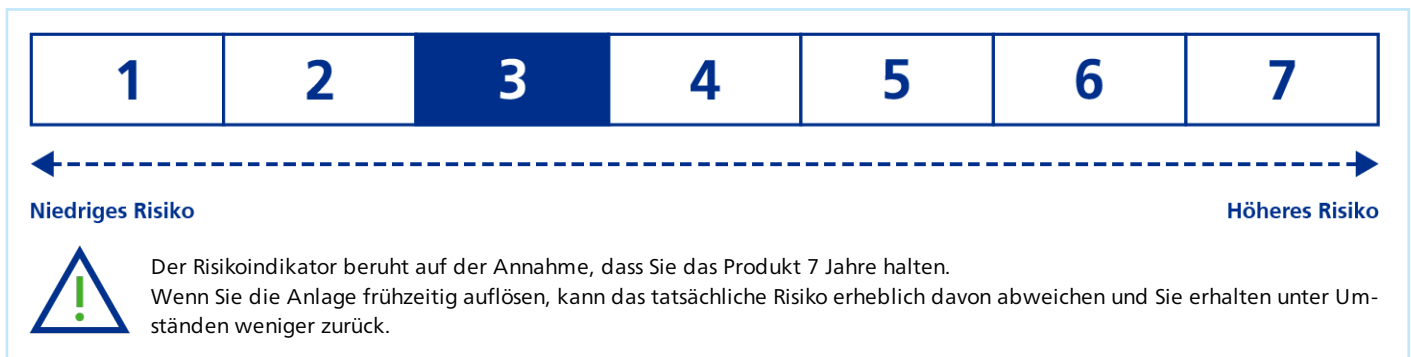 1 2 3 4 5 6 7
Niedriges Risiko Höheres Risiko
Der Risikoindikator beruht auf der Annahme, dass Sie das Produkt 7 Jahre halten.
Wenn Sie die Anlage frühzeitig auflösen, kann das tatsächliche Risiko erheblich davon abweichen und Sie erhalten unter Um-
ständen weniger zurück.